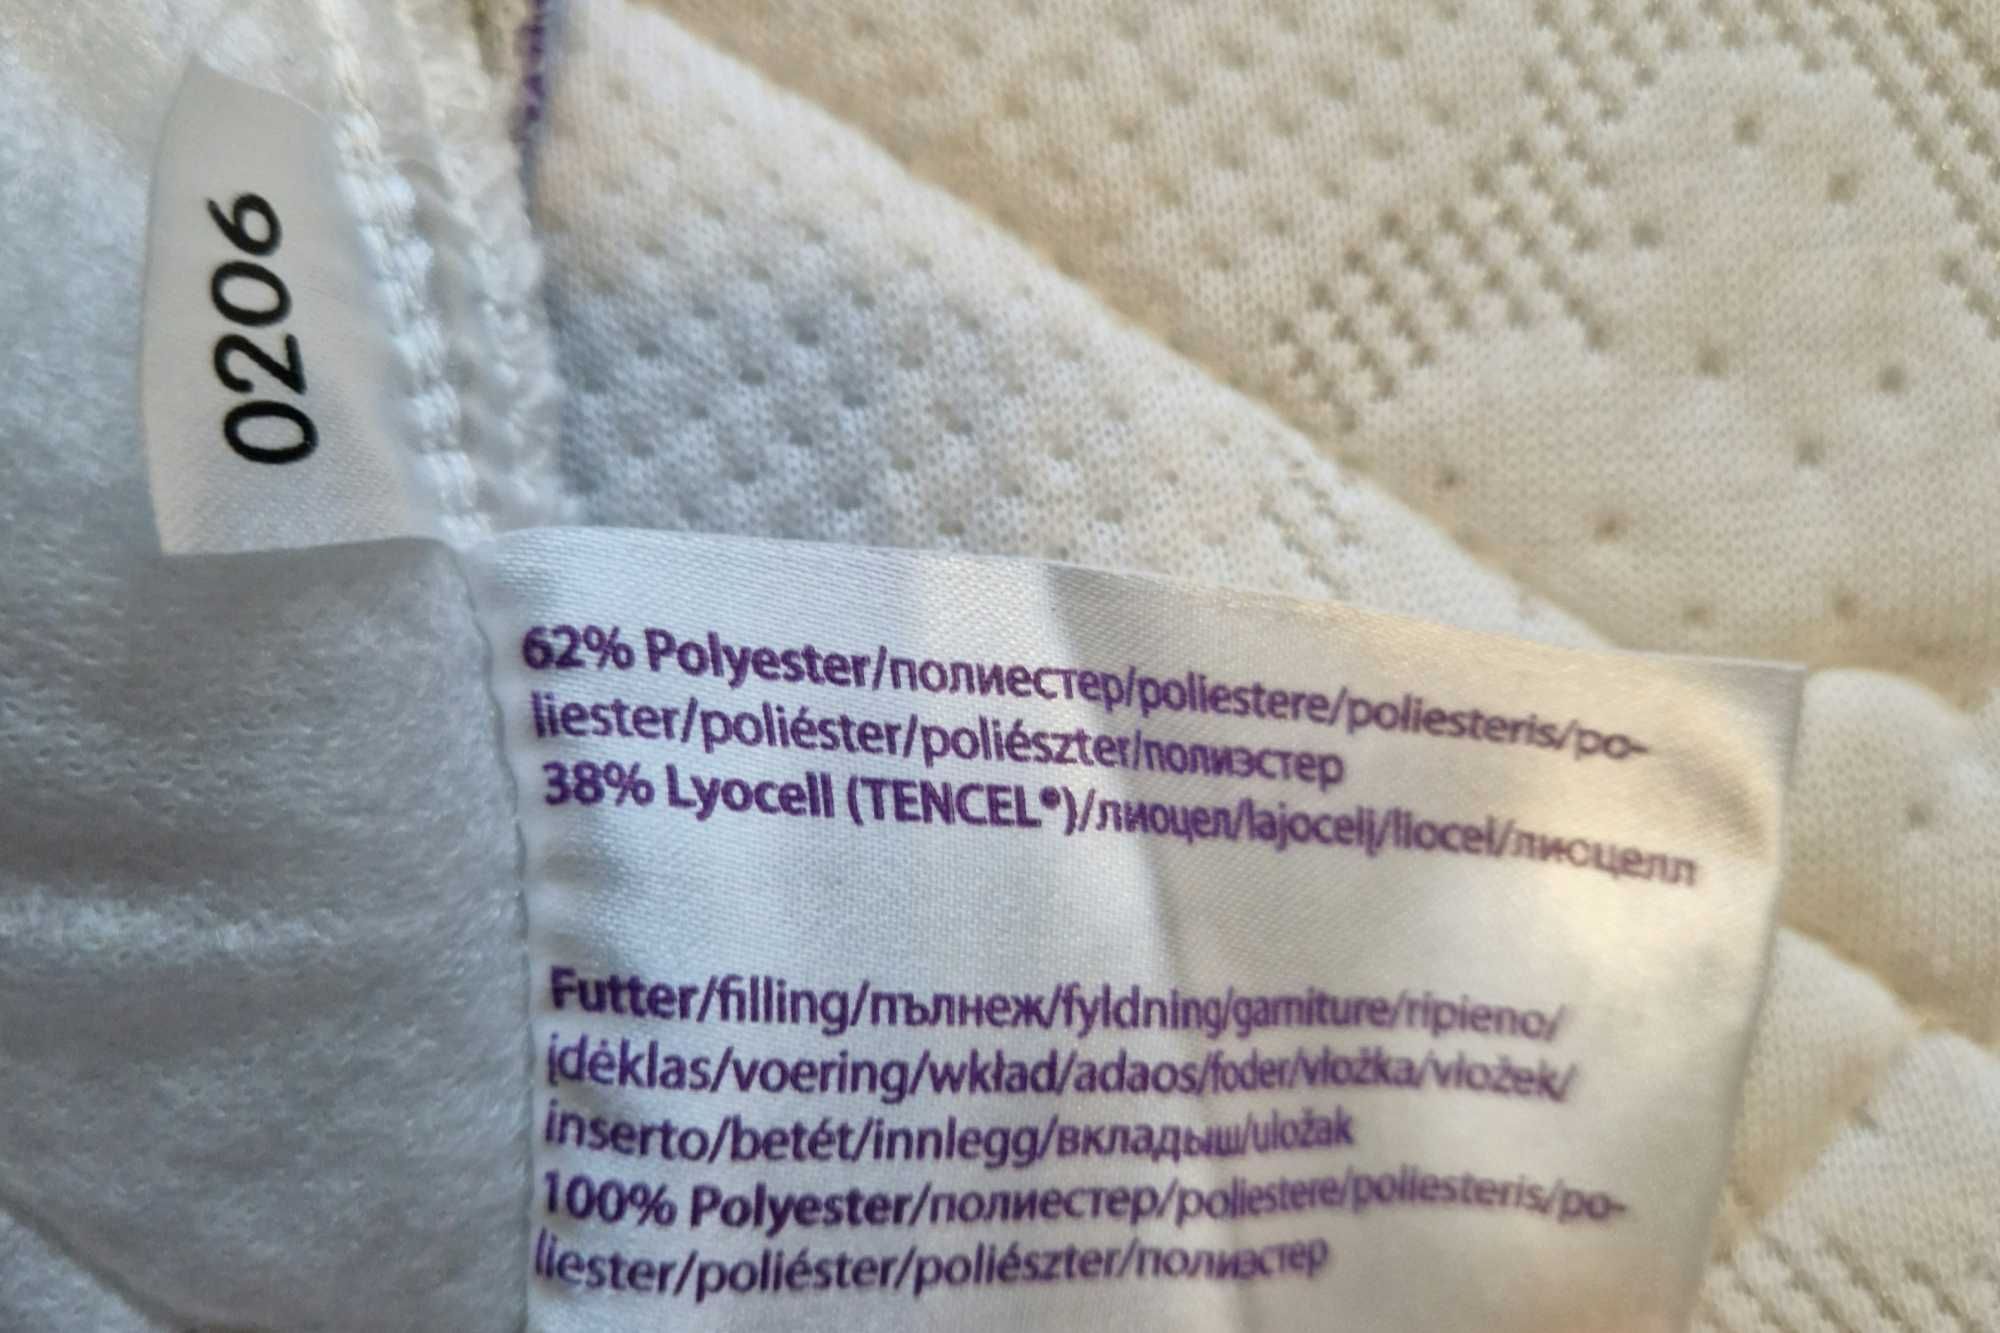 0206
62% Polyester/полиестер/poliestere/poliesteris/po-
liester/poliéster/poliészter/полиэстер
38% Lyocell (TENCEL®)/лиоцел/lajocelį/liocel/лиоцелл
Futter/filling/пълнеж/fyldning/garniture/ripieno/
įdėklas/voering/wkład/adaos/foder/vložka/vložek/
inserto/betét/innlegg/вкладыш/uložak
100% Polyester/полиестер/poliestere/poliesteris/po-
liester/poliéster/poliészter/полиэстер